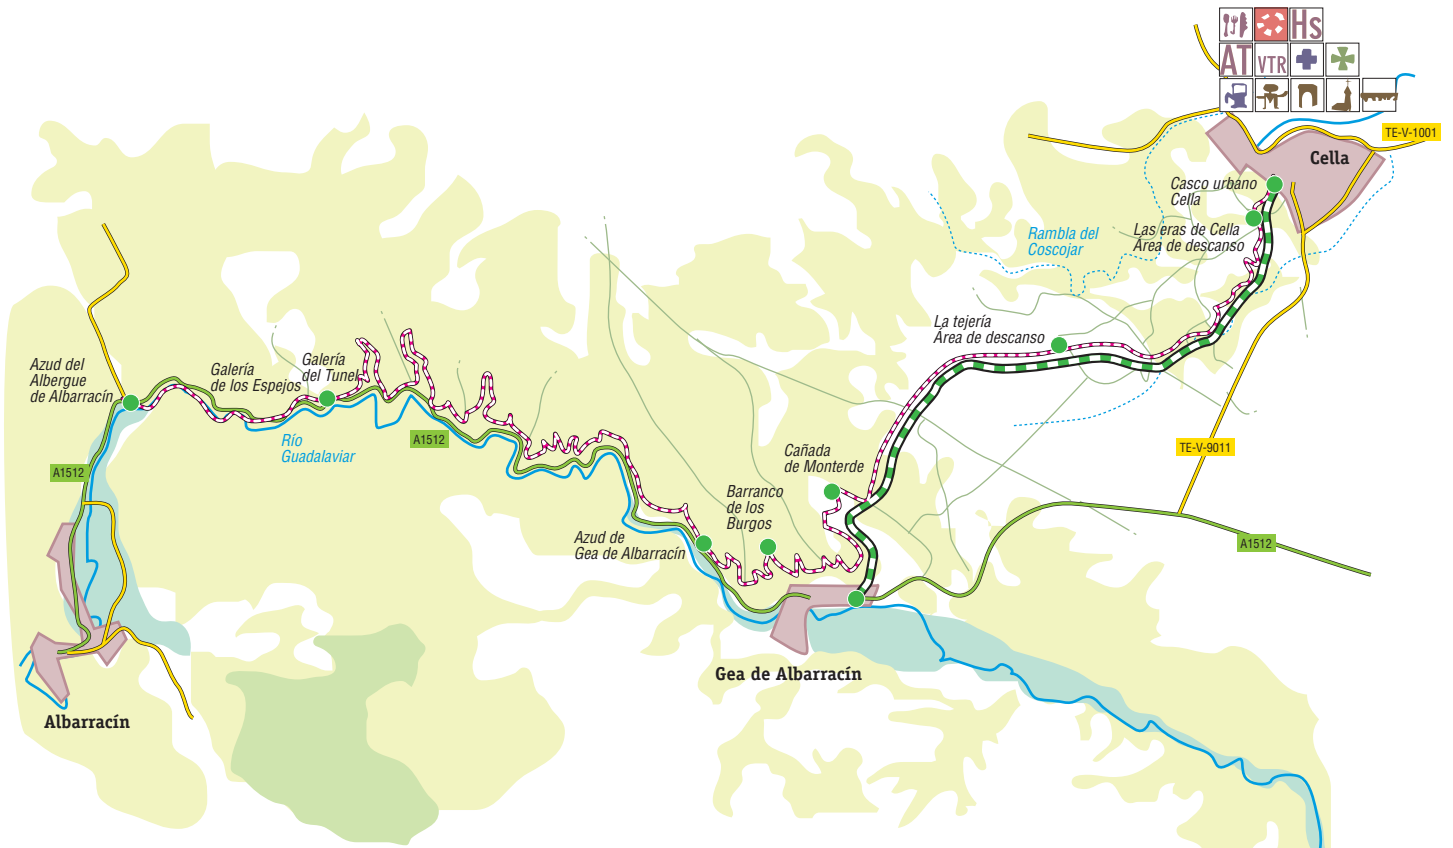 Hs
AT
VTR
TE-V-1001
Cella
Casco urbano
Cella
Las eras de Cella
Área de descanso
Rambla del
Coscojar
La tejería
Área de descanso
Azud del
Albergue
de Albarracín
Galería
de los Espejos
Galería
del Tunel
A1512
Río
Guadalaviar
A1512
TE-V-9011
Cañada
de Monterde
Barranco
de los
Burgos
Azud de
Gea de Albarracín
A1512
Gea de Albarracín
Albarracín